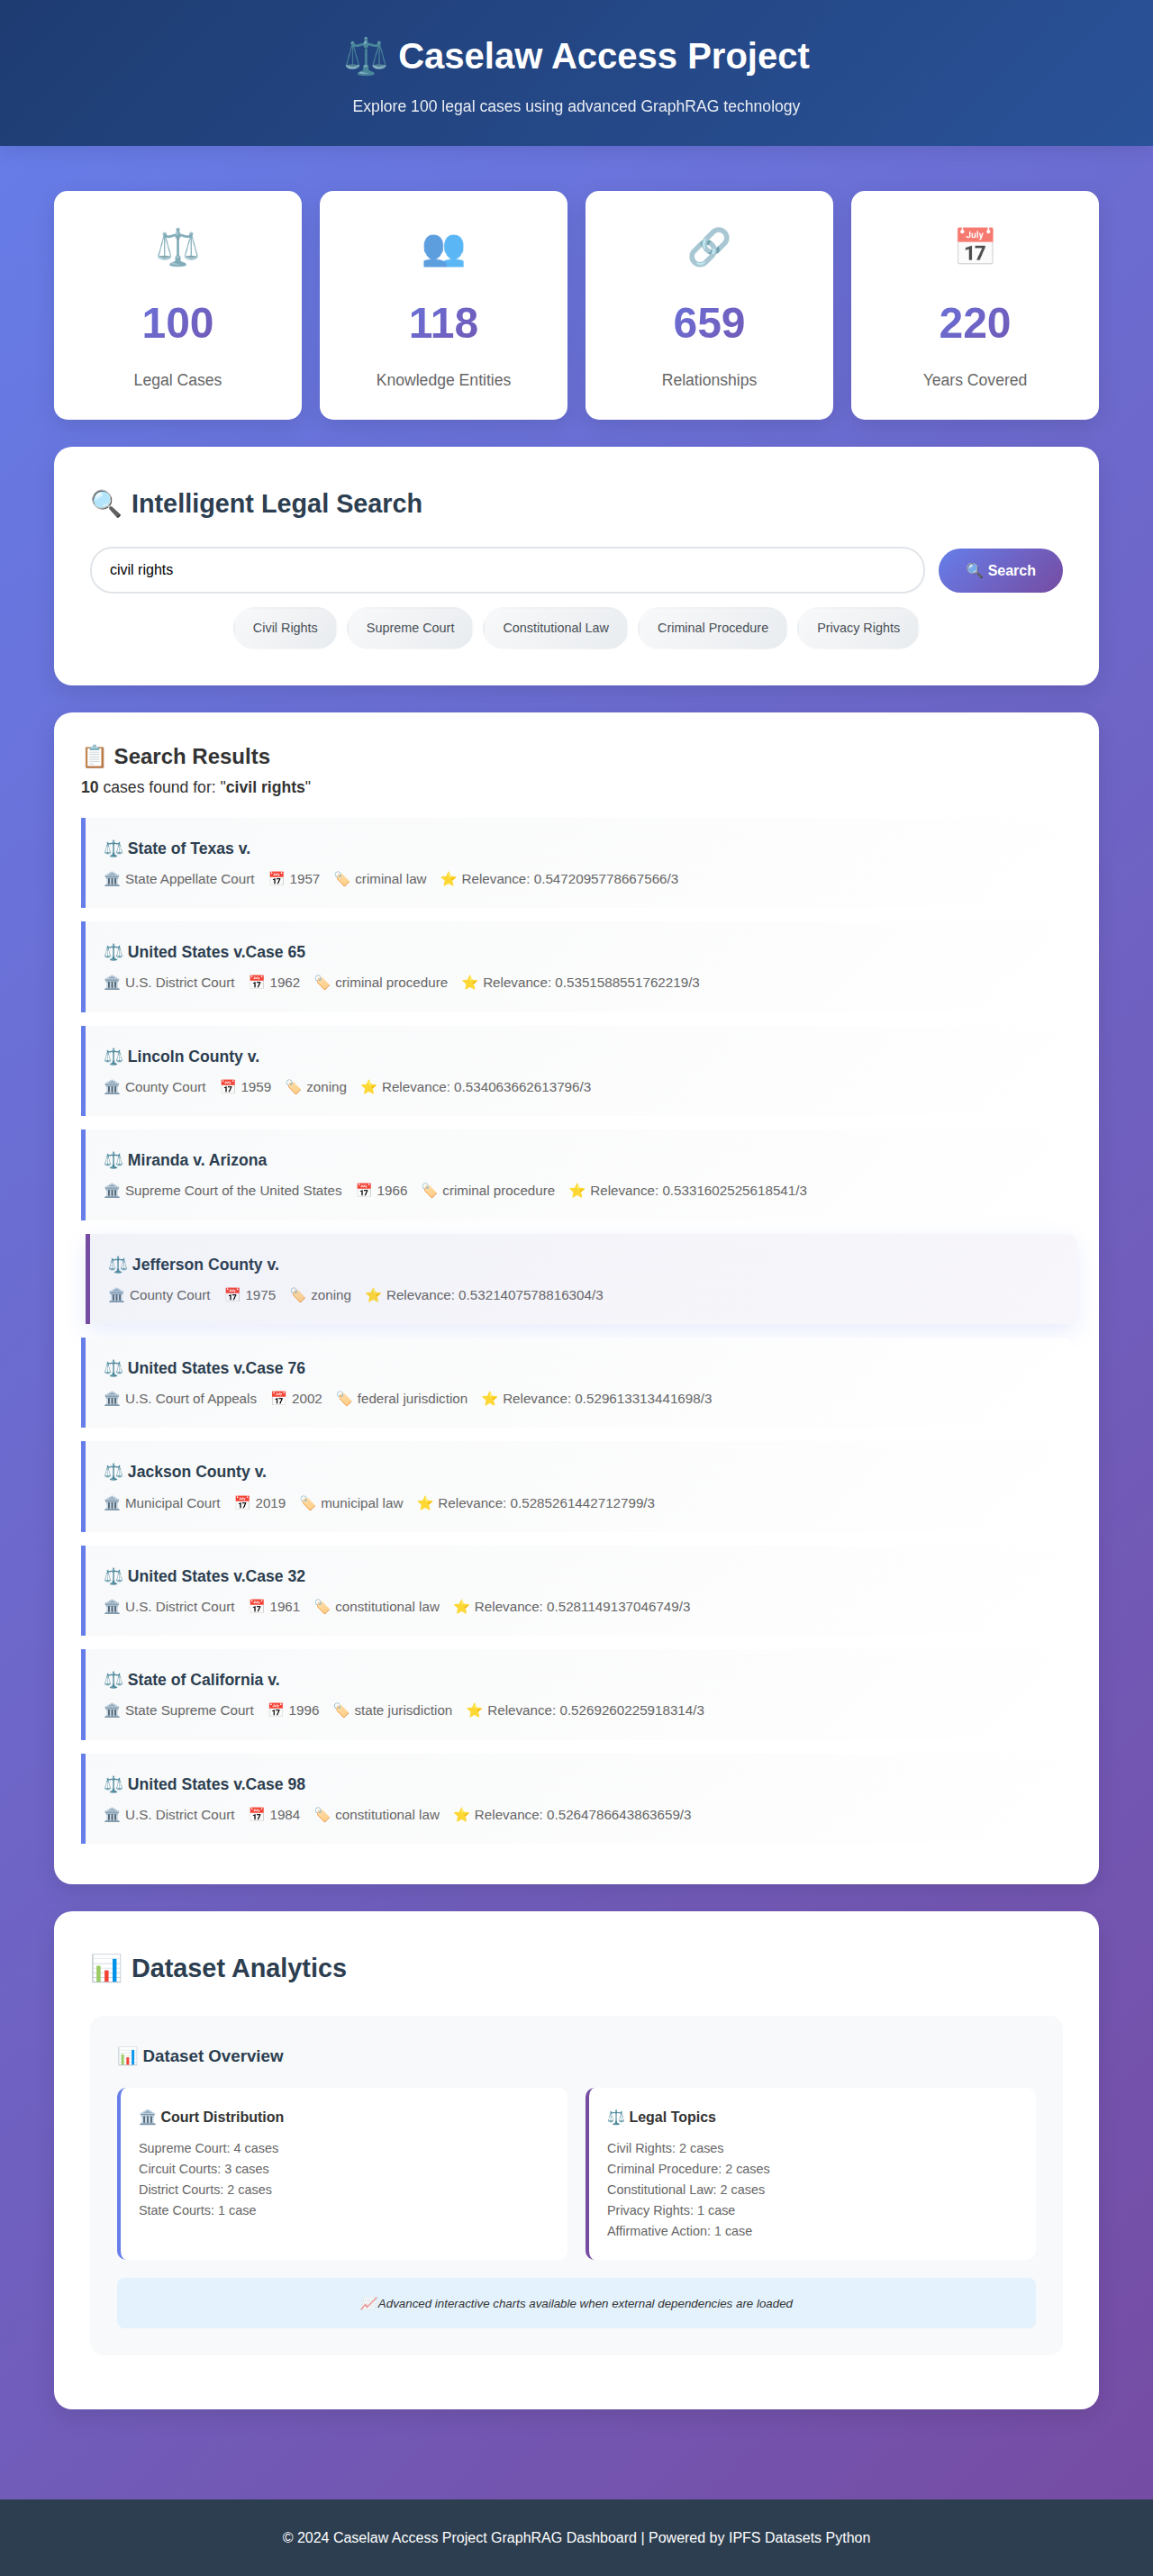 ⚖️ Caselaw Access Project
Explore 100 legal cases using advanced GraphRAG technology
100
Legal Cases
118
Knowledge Entities
659
Relationships
July
17
220
Years Covered
🔍 Intelligent Legal Search
civil rights
🔍 Search
Civil Rights
Supreme Court
Constitutional Law
Criminal Procedure
Privacy Rights
📋 Search Results
10 cases found for: "civil rights"
⚖️ State of Texas v.
🏛️ State Appellate Court 📅 1957 🏷️ criminal law ⭐ Relevance: 0.5472095778667566/3
⚖️ United States v.Case 65
🏛️ U.S. District Court 📅 1962 🏷️ criminal procedure ⭐ Relevance: 0.535158551762219/3
⚖️ Lincoln County v.
🏛️ County Court 📅 1959 🏷️ zoning ⭐ Relevance: 0.534063662613796/3
⚖️ Miranda v. Arizona
🏛️ Supreme Court of the United States 📅 1966 🏷️ criminal procedure ⭐ Relevance: 0.5331602525618541/3
⚖️ Jefferson County v.
🏛️ County Court 📅 1975 🏷️ zoning ⭐ Relevance: 0.5321407578816304/3
⚖️ United States v.Case 76
🏛️ U.S. Court of Appeals 📅 2002 🏷️ federal jurisdiction ⭐ Relevance: 0.529613313441698/3
⚖️ Jackson County v.
🏛️ Municipal Court 📅 2019 🏷️ municipal law ⭐ Relevance: 0.5285261442712799/3
⚖️ United States v.Case 32
🏛️ U.S. District Court 📅 1961 🏷️ constitutional law ⭐ Relevance: 0.5281149137046749/3
⚖️ State of California v.
🏛️ State Supreme Court 📅 1996 🏷️ state jurisdiction ⭐ Relevance: 0.5269260225918314/3
⚖️ United States v.Case 98
🏛️ U.S. District Court 📅 1984 🏷️ constitutional law ⭐ Relevance: 0.5264786643863659/3
📊 Dataset Analytics
📊 Dataset Overview
🏛️ Court Distribution
Supreme Court: 4 cases
Circuit Courts: 3 cases
District Courts: 2 cases
State Courts: 1 case
⚖️ Legal Topics
Civil Rights: 2 cases
Criminal Procedure: 2 cases
Constitutional Law: 2 cases
Privacy Rights: 1 case
Affirmative Action: 1 case
📈 Advanced interactive charts available when external dependencies are loaded
© 2024 Caselaw Access Project GraphRAG Dashboard | Powered by IPFS Datasets Python